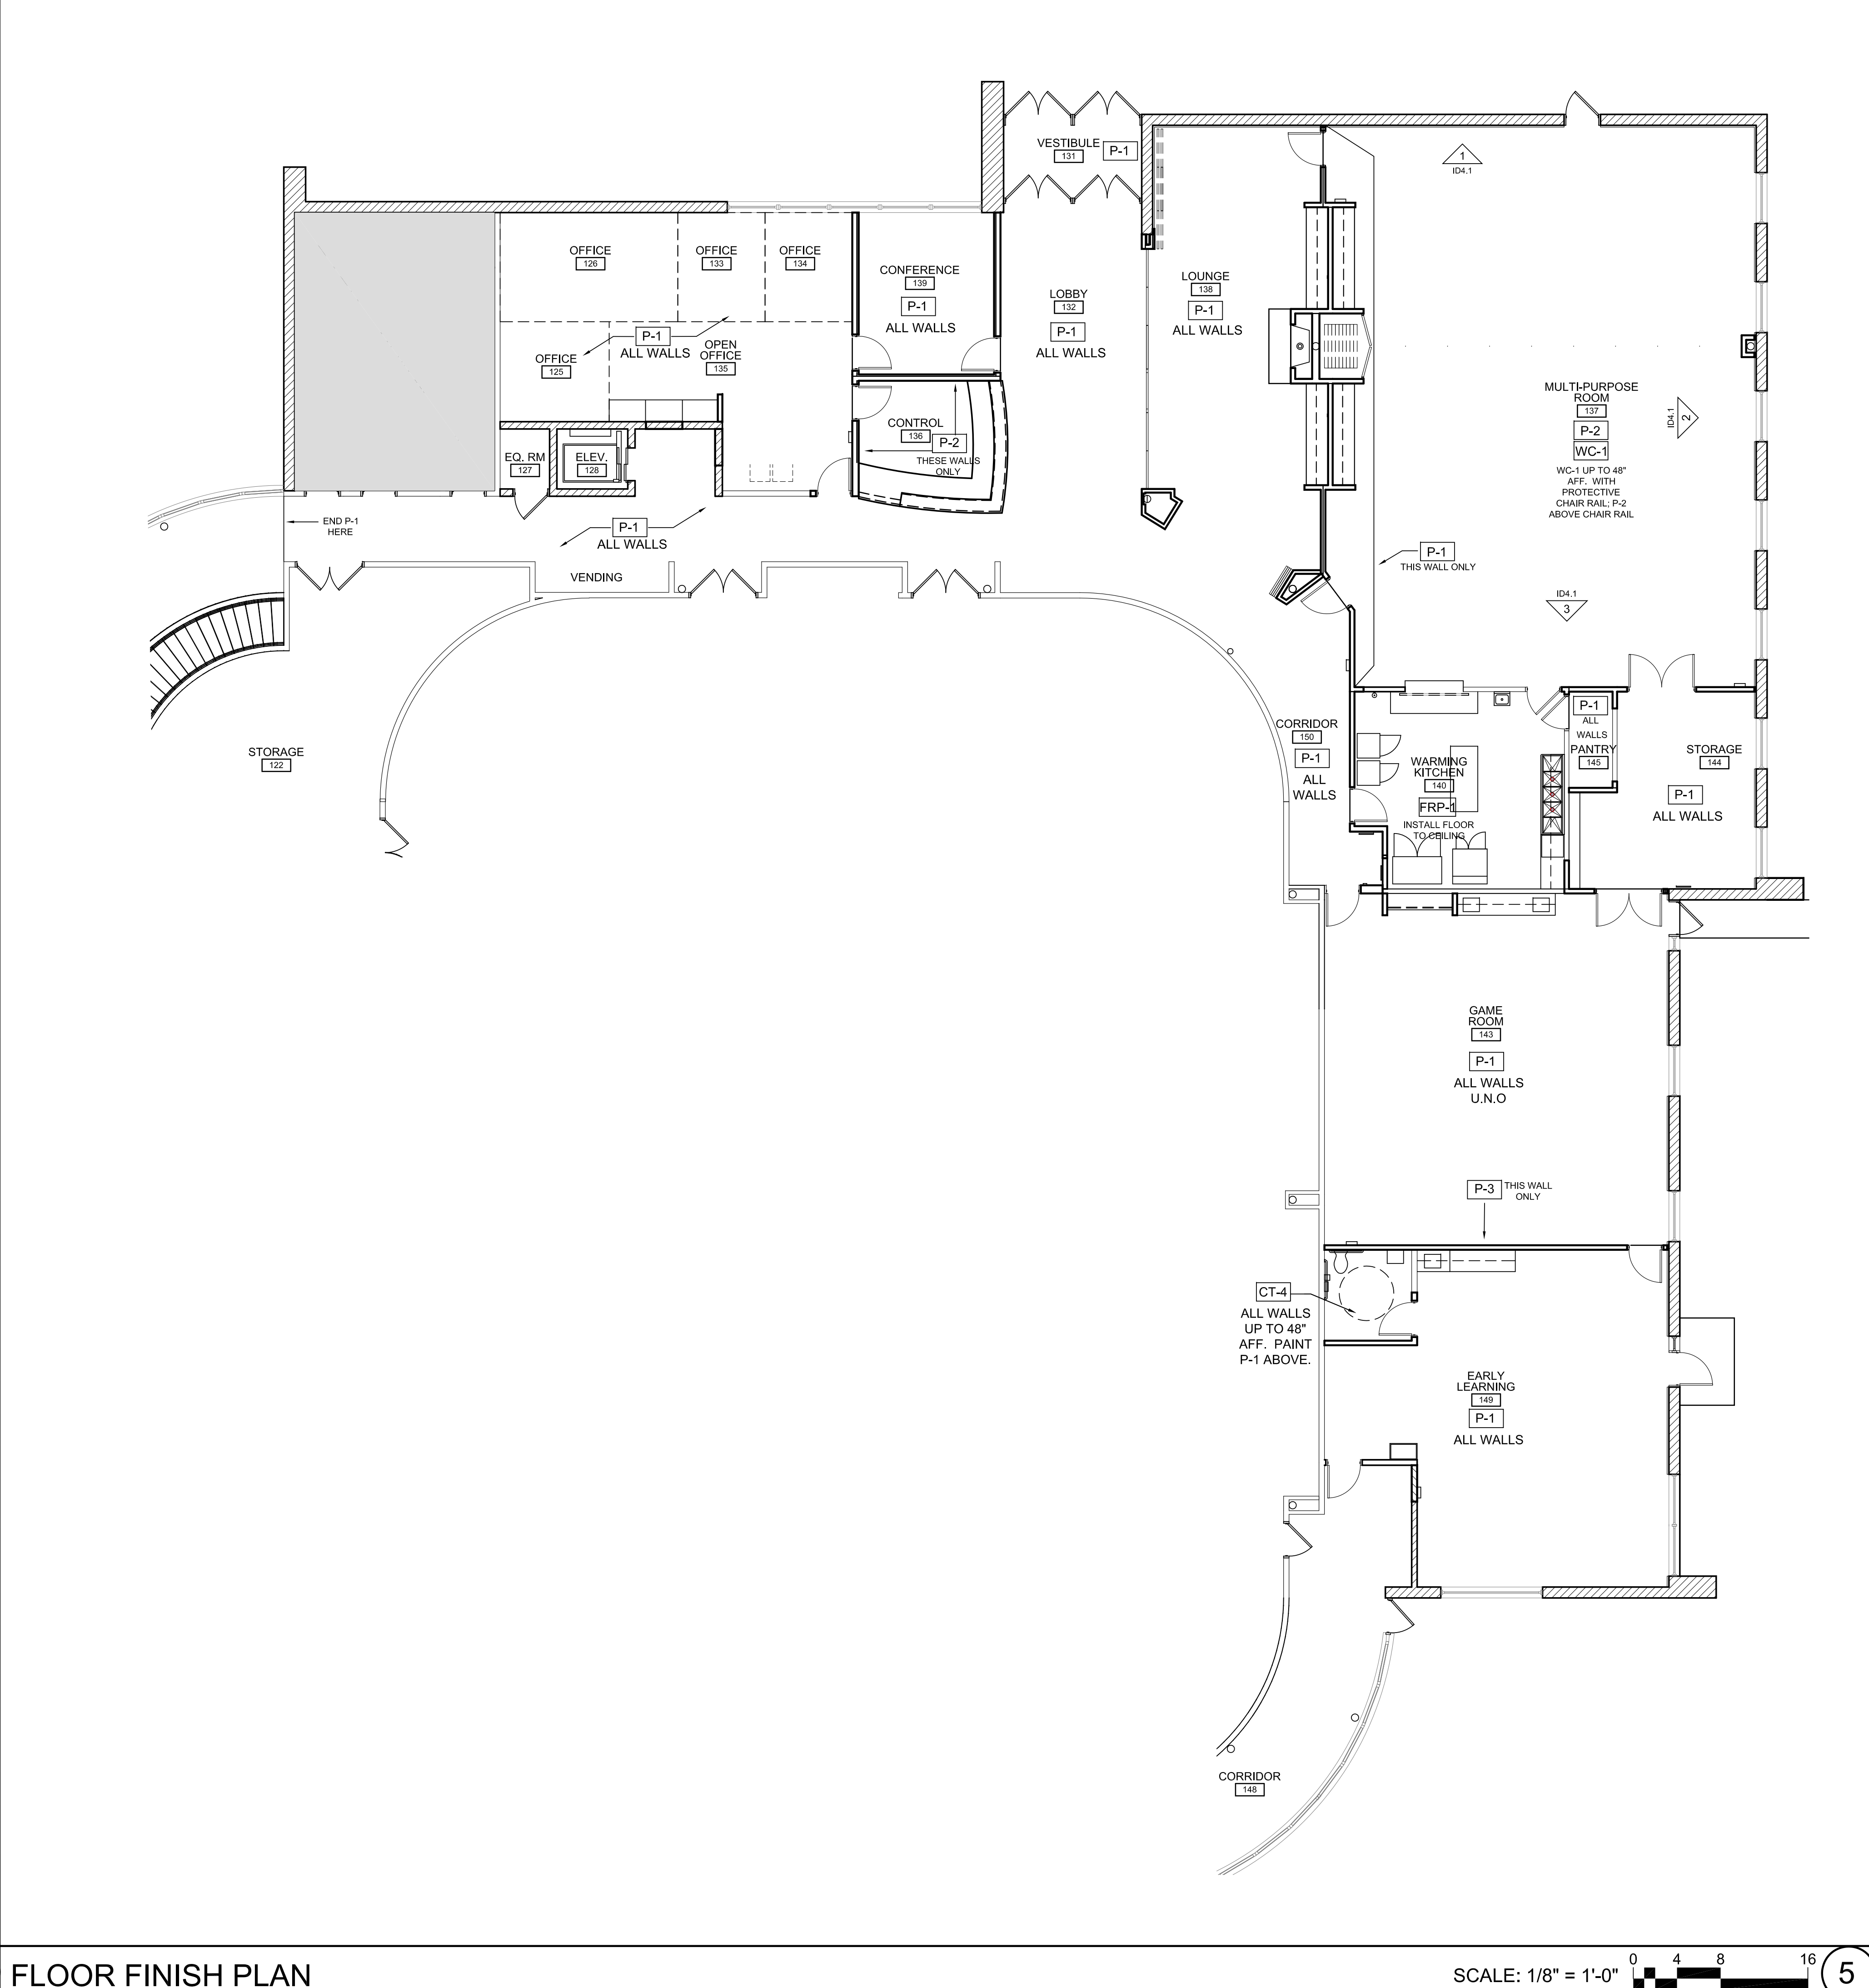 VESTIBULE
131
P-1
1
ID4.1
OFFICE
126
OFFICE
133
OFFICE
134
CONFERENCE
139
P-1
ALL WALLS
LOBBY
132
P-1
ALL WALLS
LOUNGE
138
P-1
ALL WALLS
P-1
ALL WALLS
OFFICE
125
OPEN
OFFICE
135
CONTROL
136
P-2
THESE WALLS
ONLY
MULTI-PURPOSE
ROOM
137
P-2
WC-1
WC-1 UP TO 48"
AFF. WITH
PROTECTIVE
CHAIR RAIL; P-2
ABOVE CHAIR RAIL
ID4.1
2
EQ. RM
127
ELEV.
128
END P-1
HERE
P-1
ALL WALLS
VENDING
P-1
THIS WALL ONLY
ID4.1
3
STORAGE
122
CORRIDOR
150
P-1
ALL
WALLS
WARMING
KITCHEN
140
FRP-1
INSTALL FLOOR
TO CEILING
P-1
ALL
WALLS
PANTRY
145
STORAGE
144
P-1
ALL WALLS
GAME
ROOM
143
P-1
ALL WALLS
U.N.O
P-3
THIS WALL
ONLY
CT-4
ALL WALLS
UP TO 48"
AFF. PAINT
P-1 ABOVE.
EARLY
LEARNING
149
P-1
ALL WALLS
CORRIDOR
148
FLOOR FINISH PLAN
SCALE: 1/8" = 1'-0"
0 4 8 16
5